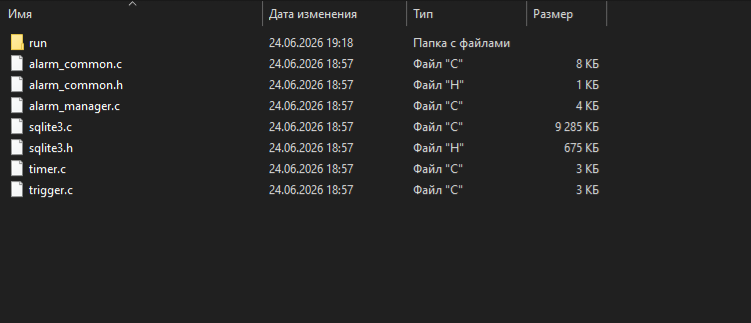 Имя Дата изменения Тип Размер
run 24.06.2026 19:18 Папка с файлами
alarm_common.c 24.06.2026 18:57 Файл "C" 8 КБ
alarm_common.h 24.06.2026 18:57 Файл "H" 1 КБ
alarm_manager.c 24.06.2026 18:57 Файл "C" 4 КБ
sqlite3.c 24.06.2026 18:57 Файл "C" 9 285 КБ
sqlite3.h 24.06.2026 18:57 Файл "H" 675 КБ
timer.c 24.06.2026 18:57 Файл "C" 3 КБ
trigger.c 24.06.2026 18:57 Файл "C" 3 КБ